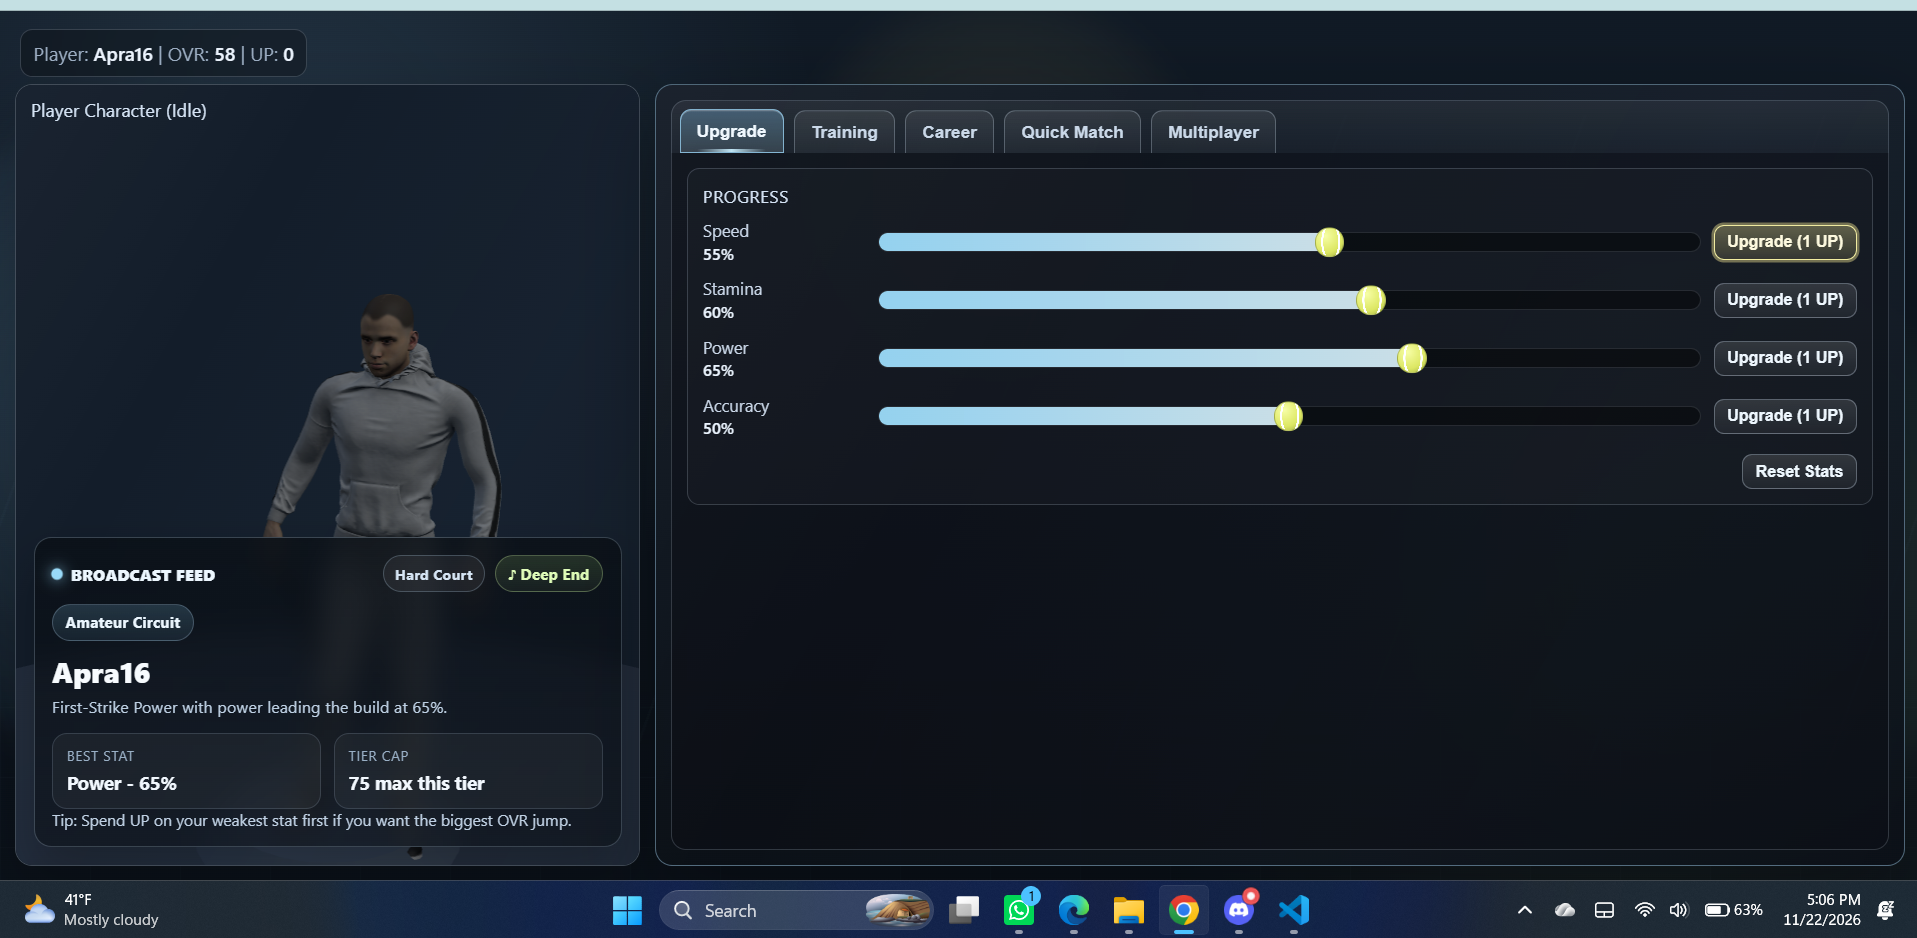 Player: Apra16 | OVR: 58 | UP: 0
Player Character (Idle)
BROADCAST FEED
Hard Court
♪ Deep End
Amateur Circuit
Apra16
First-Strike Power with power leading the build at 65%.
BEST STAT
Power - 65%
TIER CAP
75 max this tier
Tip: Spend UP on your weakest stat first if you want the biggest OVR jump.
Upgrade
Training
Career
Quick Match
Multiplayer
PROGRESS
Speed
55%
Upgrade (1 UP)
Stamina
60%
Upgrade (1 UP)
Power
65%
Upgrade (1 UP)
Accuracy
50%
Upgrade (1 UP)
Reset Stats
41°F
Mostly cloudy
Search
1
63%
5:06 PM
11/22/2026